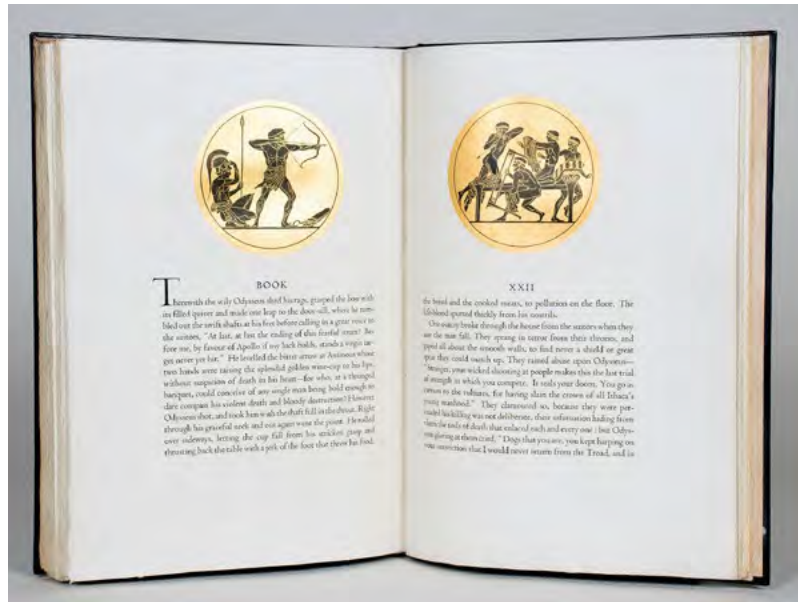 BOOK
Therewith the wily Odysseus shed his rags, grasped the bow with
its filled quiver and made one leap to the door-sill, where he tum-
bled out the swift shafts at his feet before calling in a great voice to
the suitors, "At last, at last the ending of this fearful strain! Be-
fore me, by favour of Apollo if my luck holds, stands a virgin tar-
get never yet hit." He levelled the bitter arrow at Antinous whose
two hands were raising the splendid golden wine-cup to his lips,
without suspicion of death in his heart—for who, at a thronged
banquet, could conceive of any single man being bold enough to
dare compass his violent death and bloody destruction? However
Odysseus shot, and took him with the shaft full in the throat. Right
through his graceful neck and out again went the point. He rolled
over sideways, letting the cup fall from his stricken grasp and
thrusting back the table with a jerk of the foot that threw his food,
XXII
the bread and the cooked meats, to pollution on the floor. The
life-blood spurted thickly from his nostrils.
One outcry broke through the house from the suitors when they
saw the man fall. They sprang in terror from their thrones, and
gaped all about the smooth walls, to find never a shield or great
spear they could snatch up. They rained abuse upon Odysseus—
"Stranger, your wicked shooting at people makes this the last trial
of strength in which you compete. It seals your doom. You go as
carrion to the vultures, for having slain the crown of all Ithaca's
young manhood." They clamoured so, because they were per-
suaded his killing was not deliberate, their infatuation hiding from
them the toils of death that enlaced each and every one: but Odys-
seus glaring at them cried, "Dogs that you are, you kept harping on
your conviction that I would never return from the Troad, and in